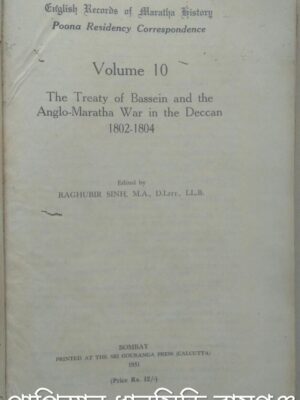 English Records of Maratha History
Poona Residency Correspondence
Volume 10
The Treaty of Bassein and the
Anglo-Maratha War in the Deccan
1802-1804
Edited by
RAGHUBIR SINH, M.A., D.LITT., LL.B.
BOMBAY
PRINTED AT THE SRI GOURANGA PRESS (CALCUTTA)
1951
(Price Rs. 12/-)